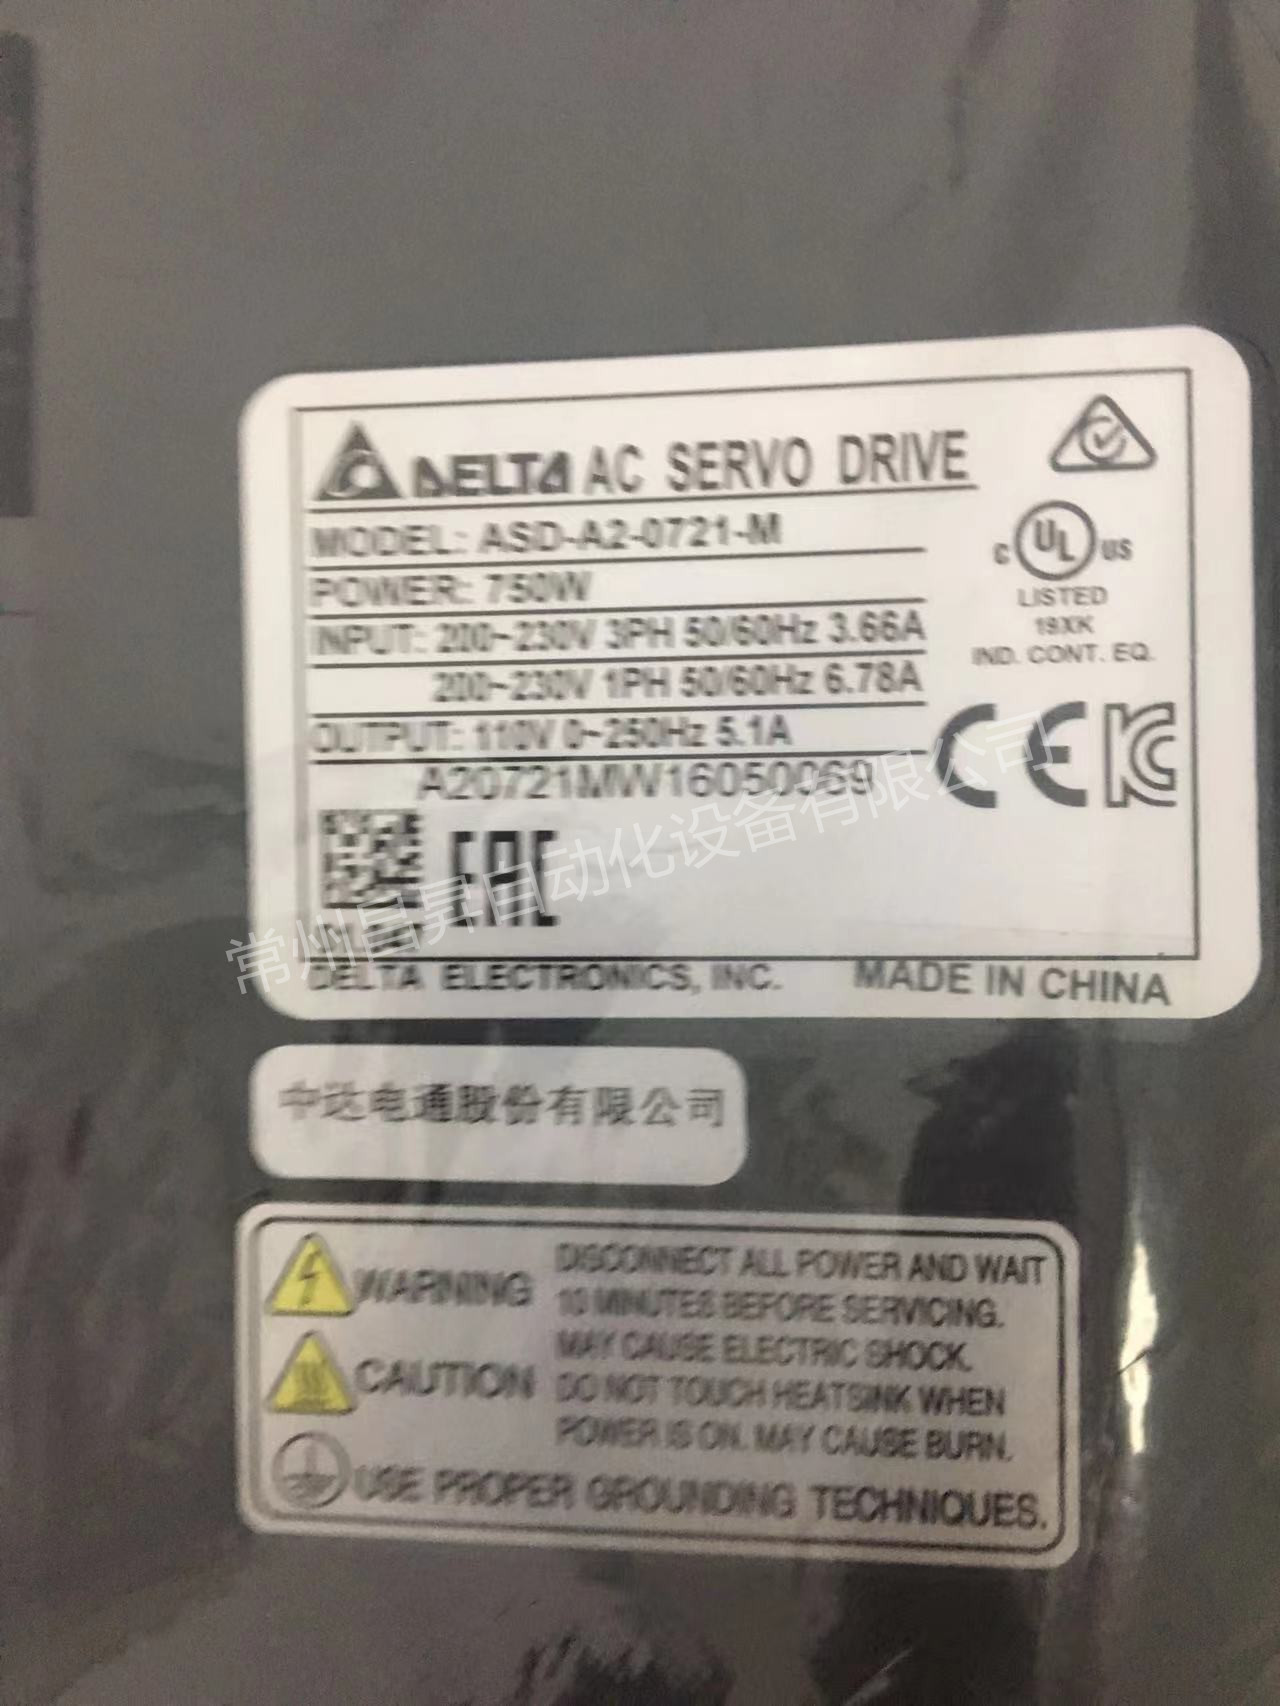 DELTA AC SERVO DRIVE
MODEL: ASD-A2-0721-M
POWER: 750W
INPUT: 200~230V 3PH 50/60Hz 3.66A
200~230V 1PH 50/60Hz 6.78A
OUTPUT: 110V 0~250Hz 5.1A
A20721MW16050069
C UL US
LISTED
19XK
IND. CONT. EQ.
CE
EAC
DELTA ELECTRONICS, INC. MADE IN CHINA
常州昌昇自动化设备有限公司
中达电通股份有限公司
WARNING
DISCONNECT ALL POWER AND WAIT
10 MINUTES BEFORE SERVICING.
MAY CAUSE ELECTRIC SHOCK.
CAUTION
DO NOT TOUCH HEATSINK WHEN
POWER IS ON. MAY CAUSE BURN.
USE PROPER GROUNDING TECHNIQUES.